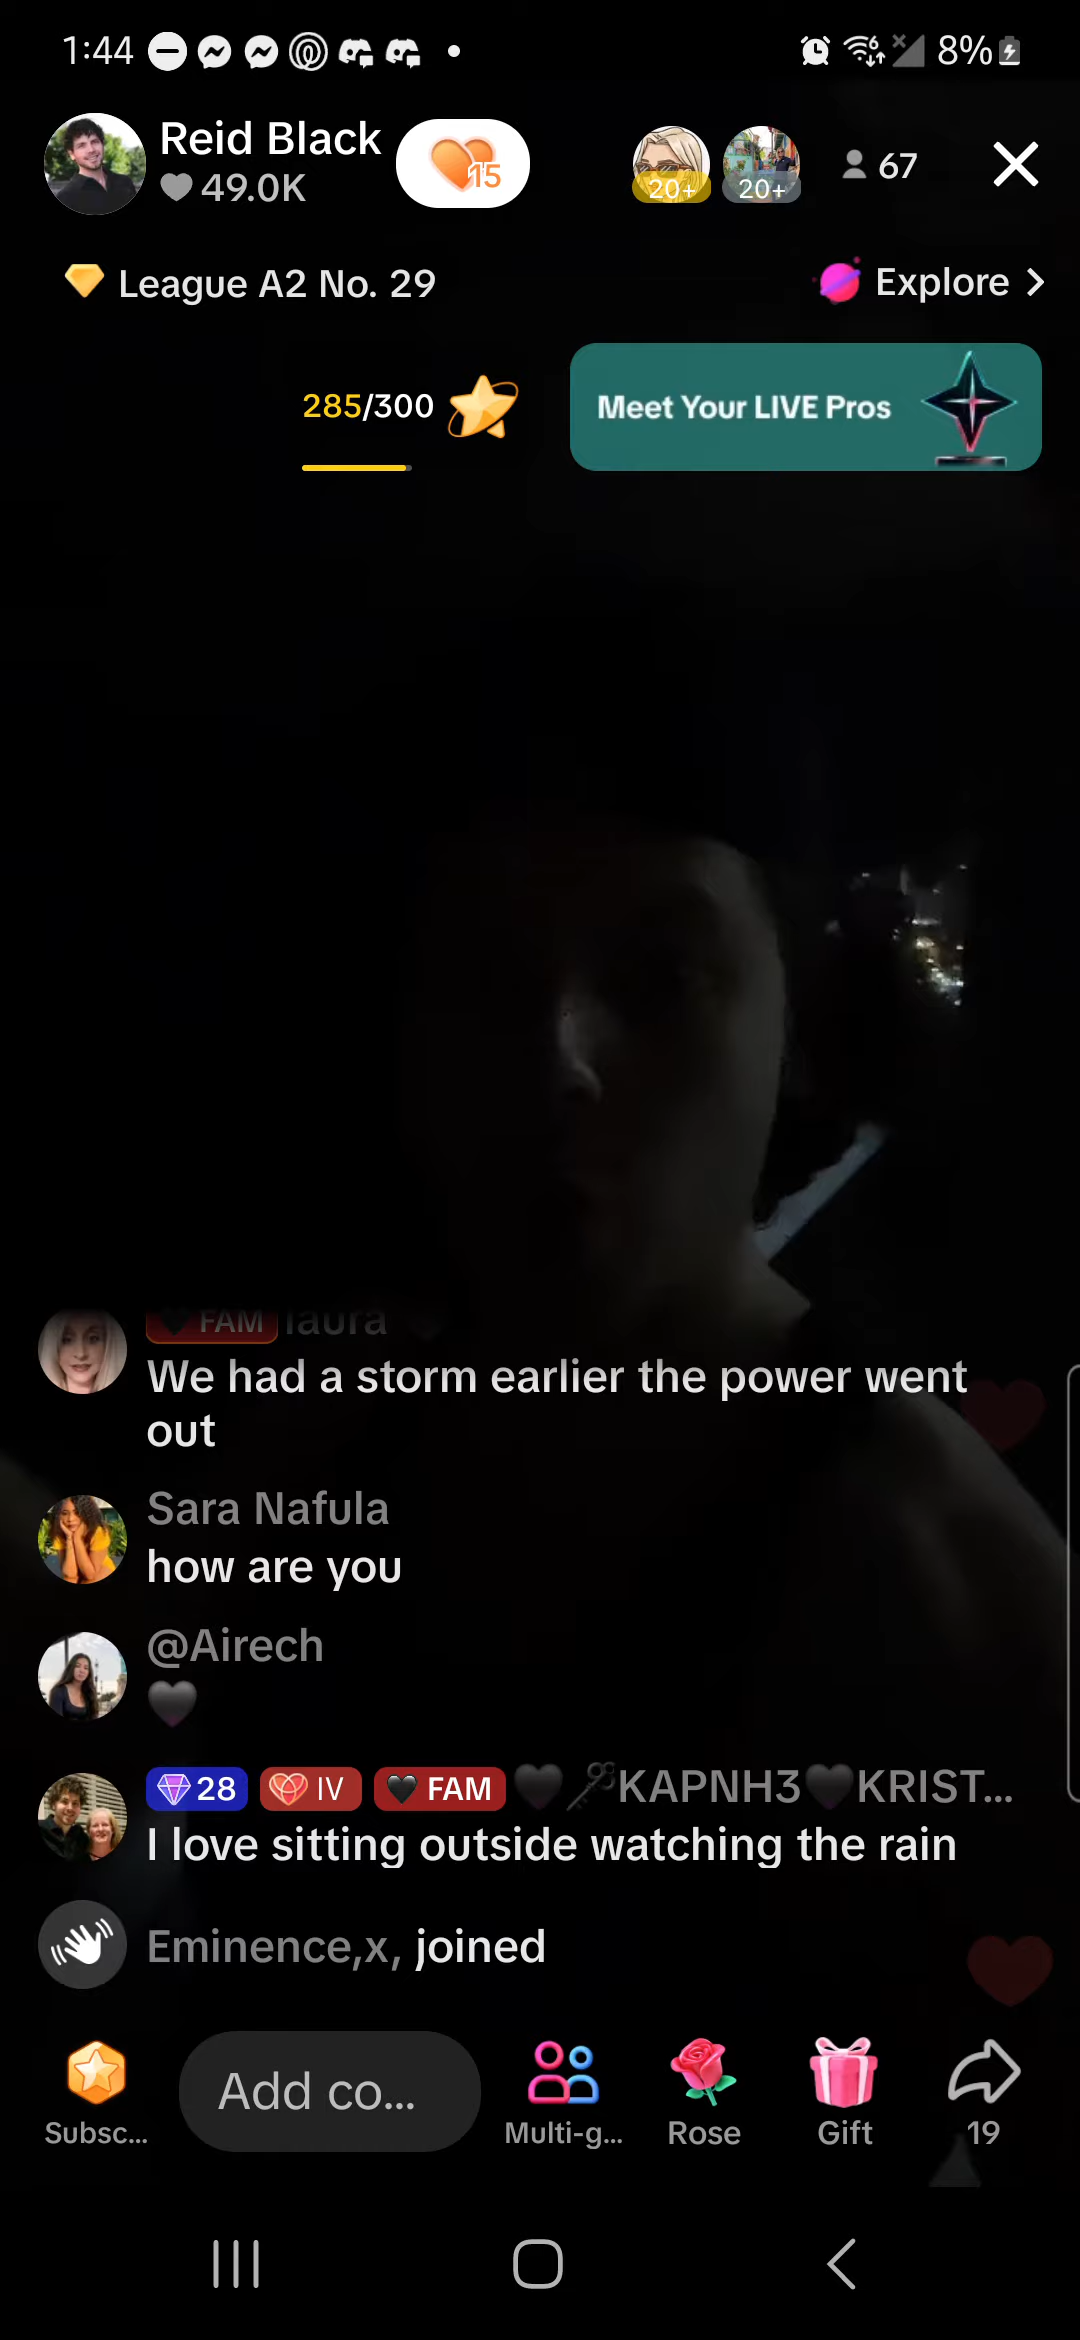 1:44
8%
Reid Black
49.0K
15
20+
20+
67
League A2 No. 29
Explore
285/300
Meet Your LIVE Pros
FAM laura
We had a storm earlier the power went
out
Sara Nafula
how are you
@Airech
🖤
28 IV FAM 🖤🗝KAPNH3🖤KRIST...
I love sitting outside watching the rain
Eminence,x, joined
Subsc...
Add co...
Multi-g...
Rose
Gift
19